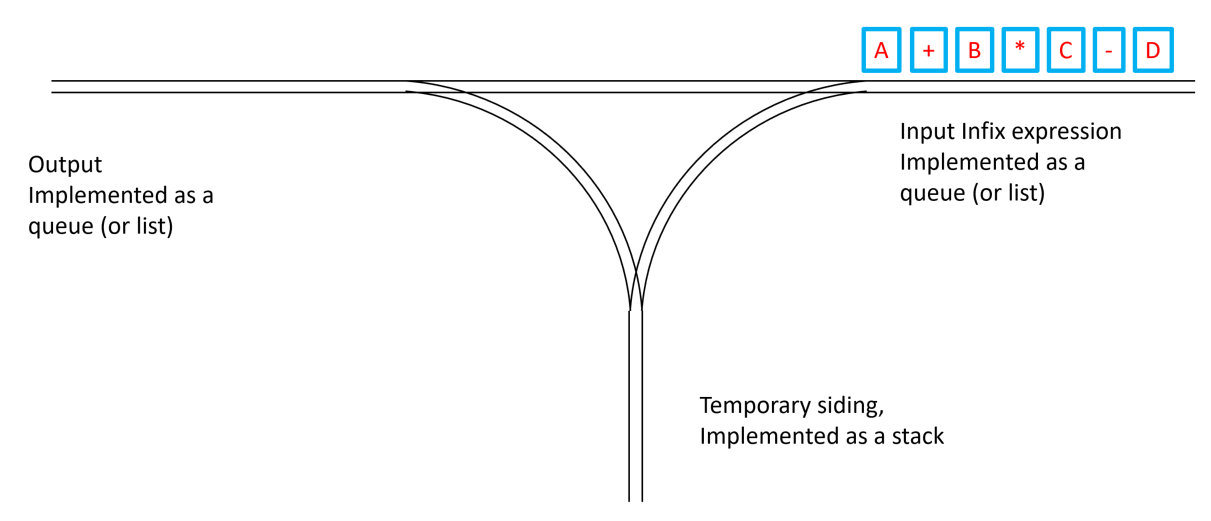 A + B * C - D
Input Infix expression
Implemented as a
queue (or list)
Output
Implemented as a
queue (or list)
Temporary siding,
Implemented as a stack